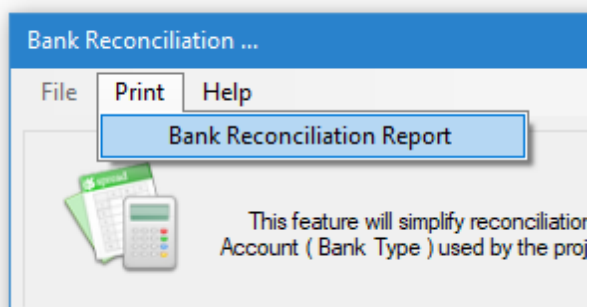 Bank Reconciliation ...
File Print Help
Bank Reconciliation Report
spread
This feature will simplify reconciliation
Account ( Bank Type ) used by the proj